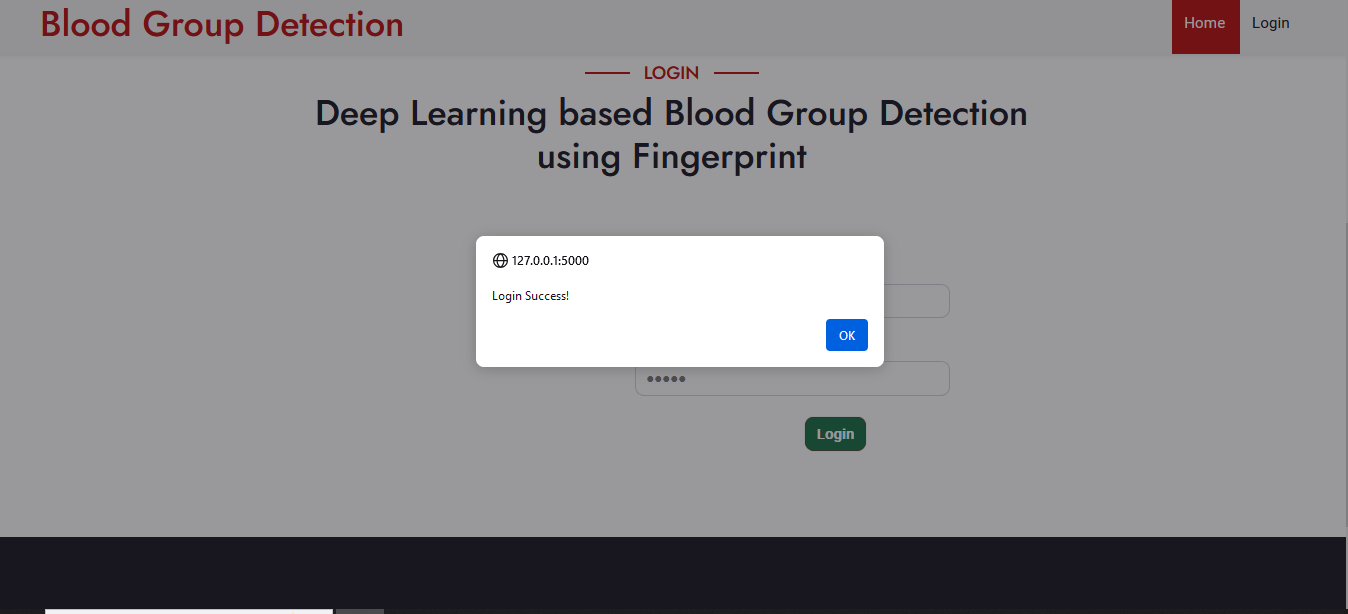 Blood Group Detection
Home
Login
LOGIN
Deep Learning based Blood Group Detection
using Fingerprint
127.0.0.1:5000
Login Success!
OK
Login